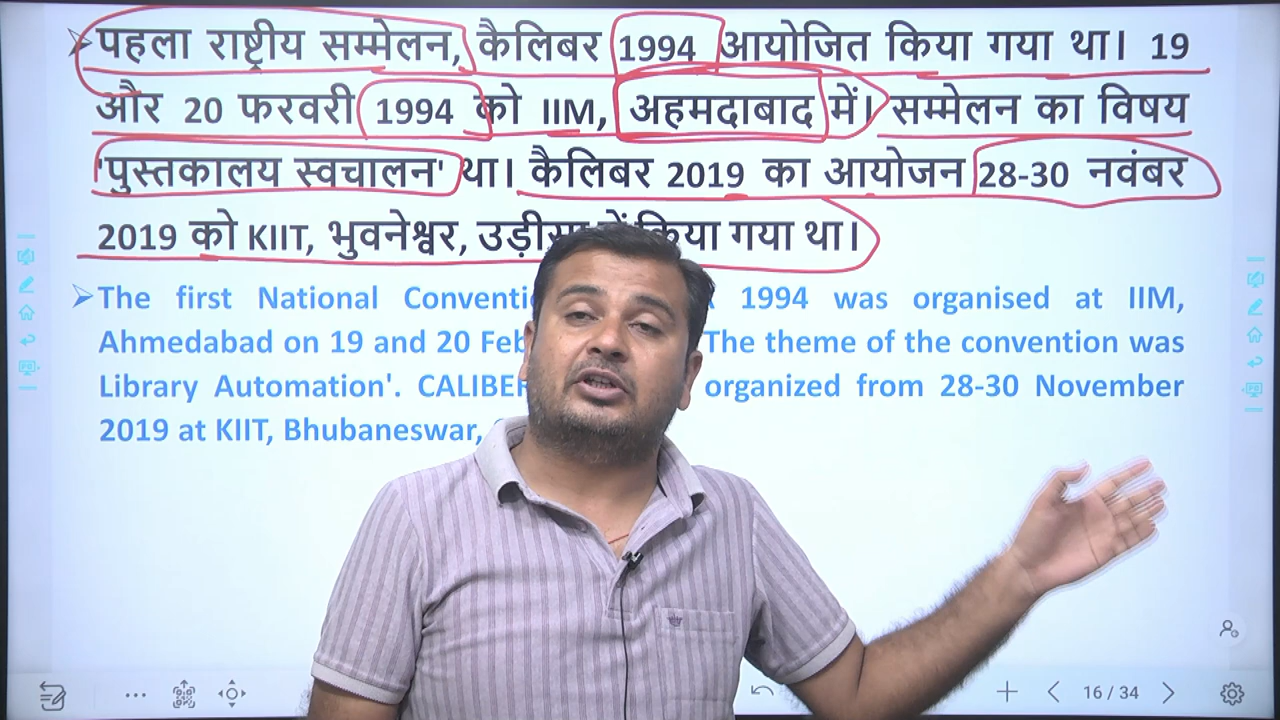 पहला राष्ट्रीय सम्मेलन, कैलिबर 1994 आयोजित किया गया था। 19
और 20 फरवरी 1994 को IIM, अहमदाबाद में। सम्मेलन का विषय
'पुस्तकालय स्वचालन' था। कैलिबर 2019 का आयोजन 28-30 नवंबर
2019 को KIIT, भुवनेश्वर, उड़ीसा में किया गया था।
The first National 1994 was organised at IIM,
Ahmedabad on 19 and 20 The theme of the convention was
Library Automation'. organized from 28-30 November
2019 at KIIT, Bhubaneswar,
16 / 34